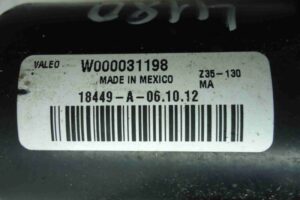 VALEO W000031198
MADE IN MEXICO
Z35-130
MA
18449-A-06.10.12